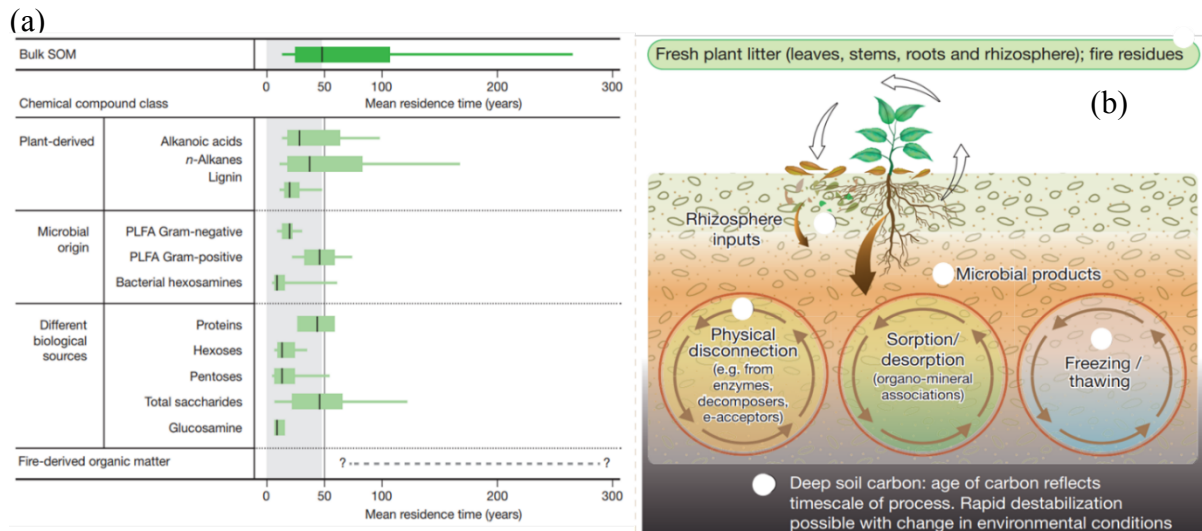 (a)
Bulk SOM
0
50
100
200
300
Mean residence time (years)
Chemical compound class
Plant-derived
Alkanoic acids
n-Alkanes
Lignin
Microbial
origin
PLFA Gram-negative
PLFA Gram-positive
Bacterial hexosamines
Different
biological
sources
Proteins
Hexoses
Pentoses
Total saccharides
Glucosamine
Fire-derived organic matter
?
?
0
50
100
200
300
Mean residence time (years)
Fresh plant litter (leaves, stems, roots and rhizosphere); fire residues
(b)
Rhizosphere
inputs
Microbial products
Physical
disconnection
(e.g. from
enzymes,
decomposers,
e-acceptors)
Sorption/
desorption
(organo-mineral
associations)
Freezing /
thawing
Deep soil carbon: age of carbon reflects
timescale of process. Rapid destabilization
possible with change in environmental conditions